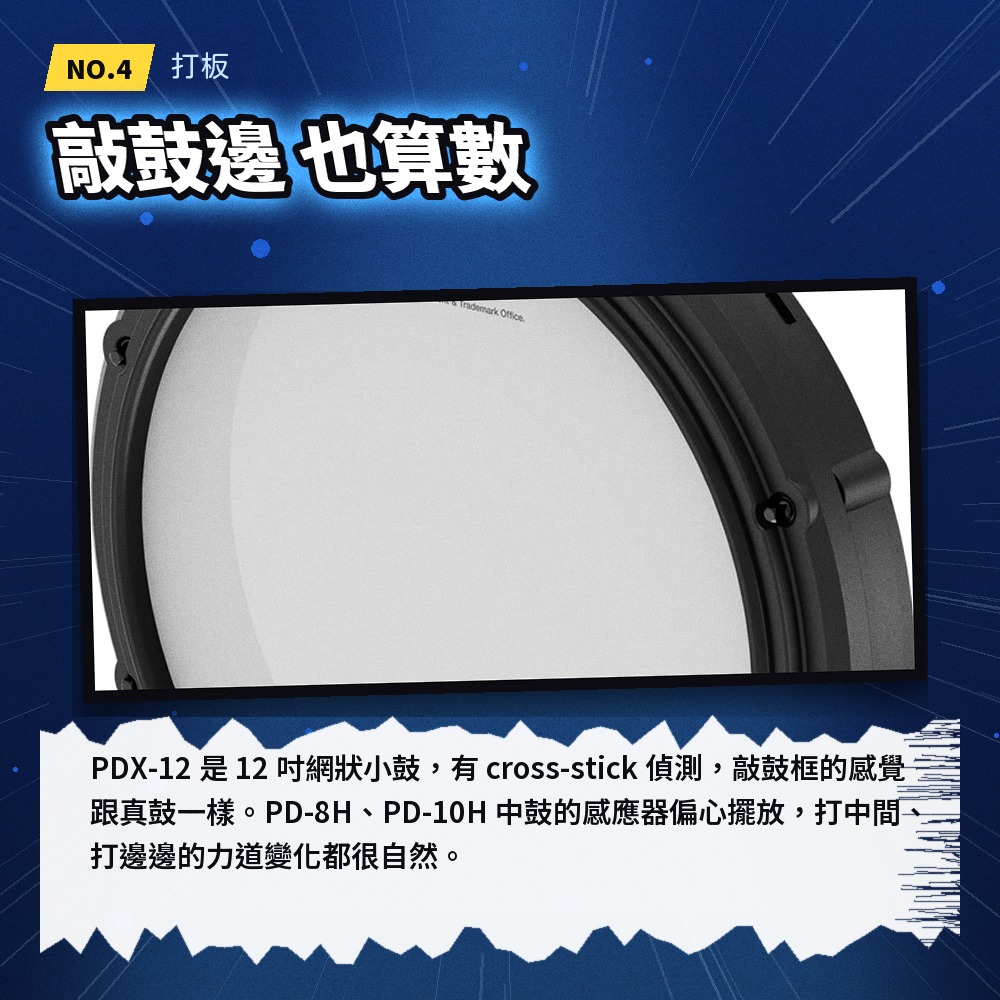 NO.4 打板
敲鼓邊 也算數
& Trademark Office.
PDX-12 是 12 吋網狀小鼓，有 cross-stick 偵測，敲鼓框的感覺
跟真鼓一樣。PD-8H、PD-10H 中鼓的感應器偏心擺放，打中間、
打邊邊的力道變化都很自然。